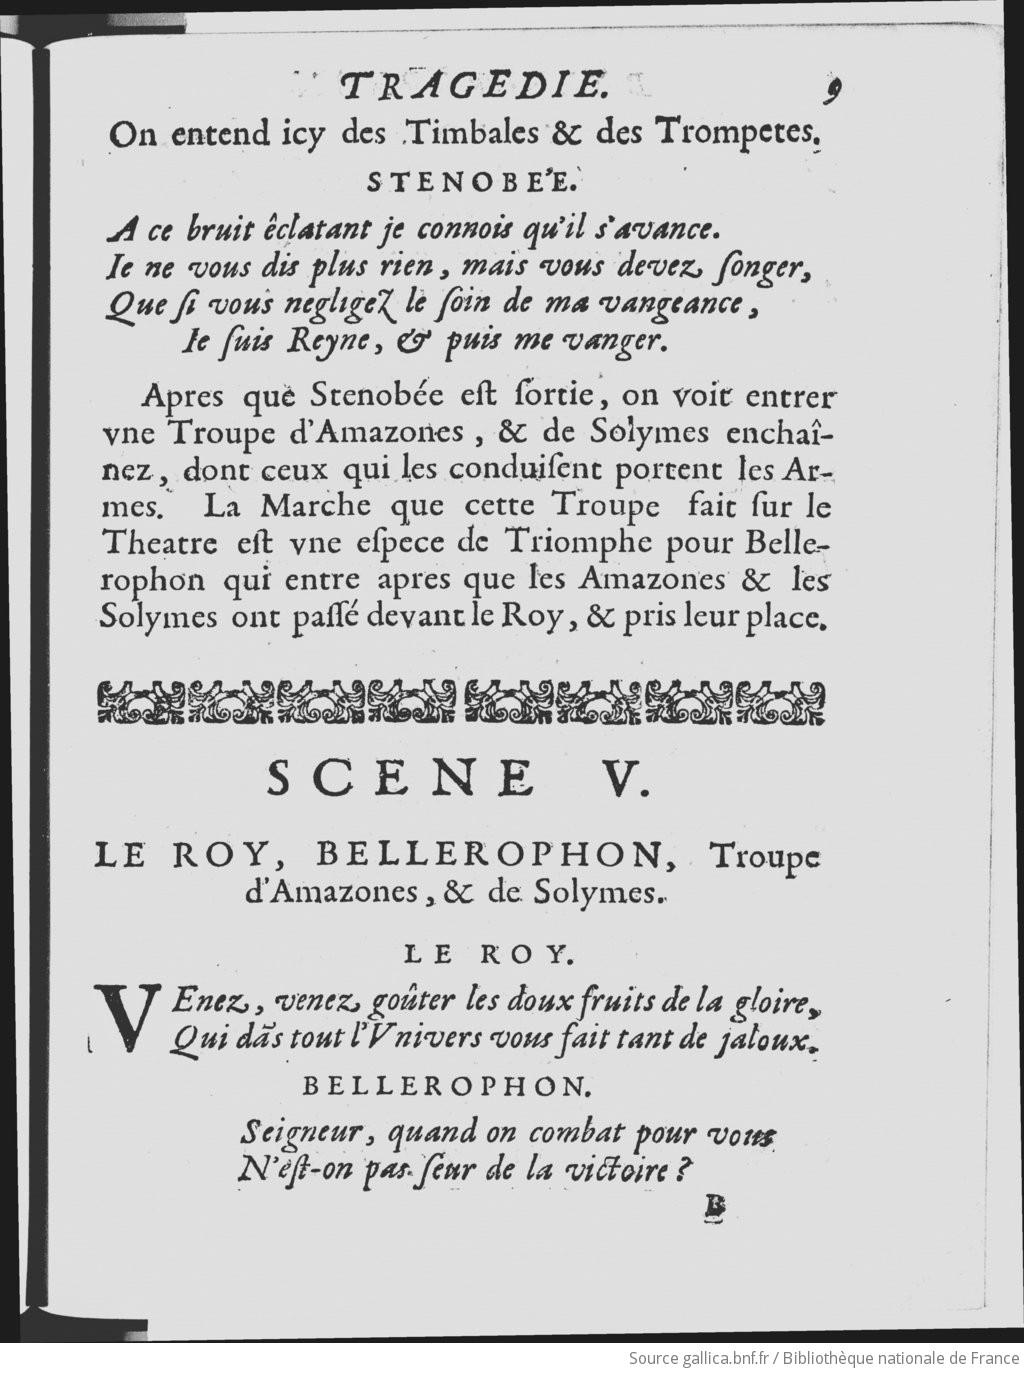 TRAGEDIE. 9
On entend icy des Timbales & des Trompetes.
STENOBE'E.
A ce bruit êclatant je connois qu'il s'avance.
Ie ne vous dis plus rien, mais vous devez ſonger,
Que ſi vous negligez le ſoin de ma vangeance,
Ie ſuis Reyne, & puis me vanger.
Apres que Stenobée eſt ſortie, on voit entrer
vne Troupe d'Amazones, & de Solymes enchaî-
nez, dont ceux qui les conduiſent portent les Ar-
mes. La Marche que cette Troupe fait ſur le
Theatre eſt vne eſpece de Triomphe pour Belle-
rophon qui entre apres que les Amazones & les
Solymes ont paſſé devant le Roy, & pris leur place.
SCENE V.
LE ROY, BELLEROPHON, Troupe
d'Amazones, & de Solymes.
LE ROY.
VEnez, venez goûter les doux fruits de la gloire,
Qui dãs tout l'Vnivers vous fait tant de jaloux.
BELLEROPHON.
Seigneur, quand on combat pour vous
N'eſt-on pas ſeur de la victoire?
B
Source gallica.bnf.fr / Bibliothèque nationale de France